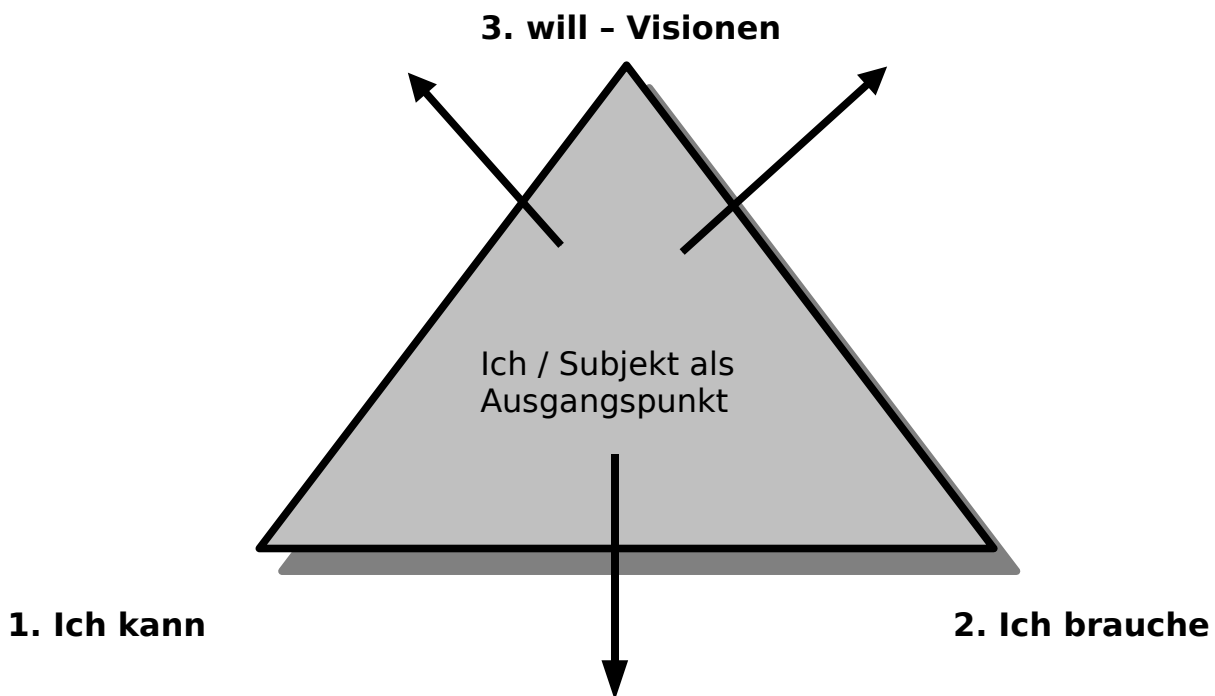 3. will – Visionen
Ich / Subjekt als
Ausgangspunkt
1. Ich kann
2. Ich brauche